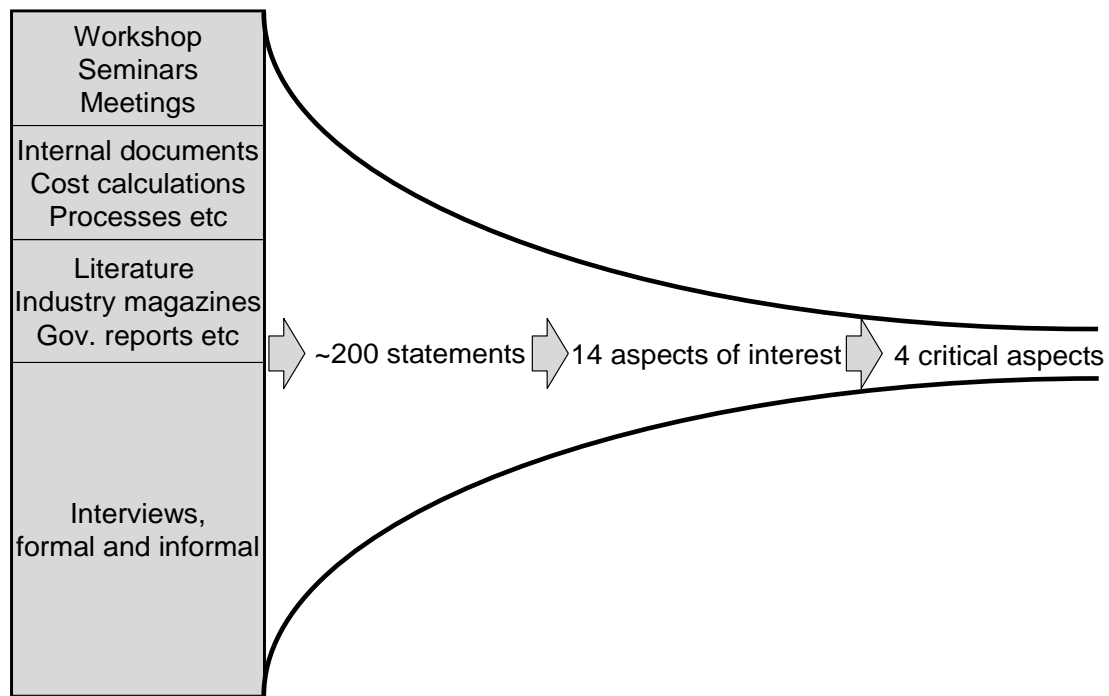 Workshop
Seminars
Meetings
Internal documents
Cost calculations
Processes etc
Literature
Industry magazines
Gov. reports etc
Interviews,
formal and informal
~200 statements
14 aspects of interest
4 critical aspects